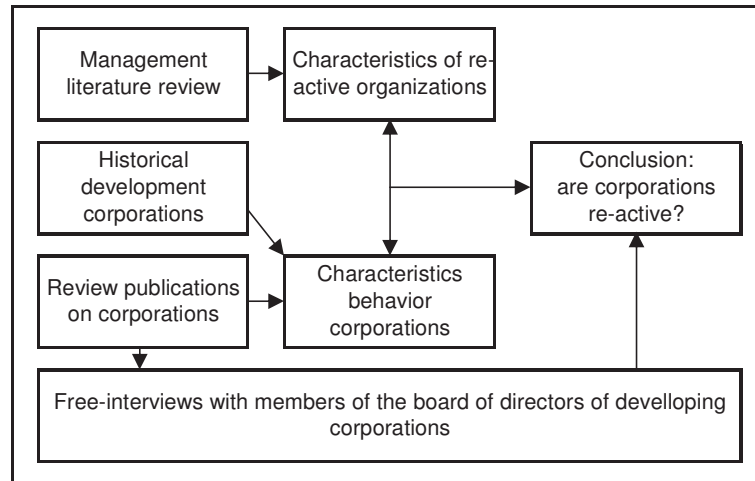 Management
literature review
Characteristics of re-
active organizations
Historical
development
corporations
Conclusion:
are corporations
re-active?
Review publications
on corporations
Characteristics
behavior
corporations
Free-interviews with members of the board of directors of develloping
corporations